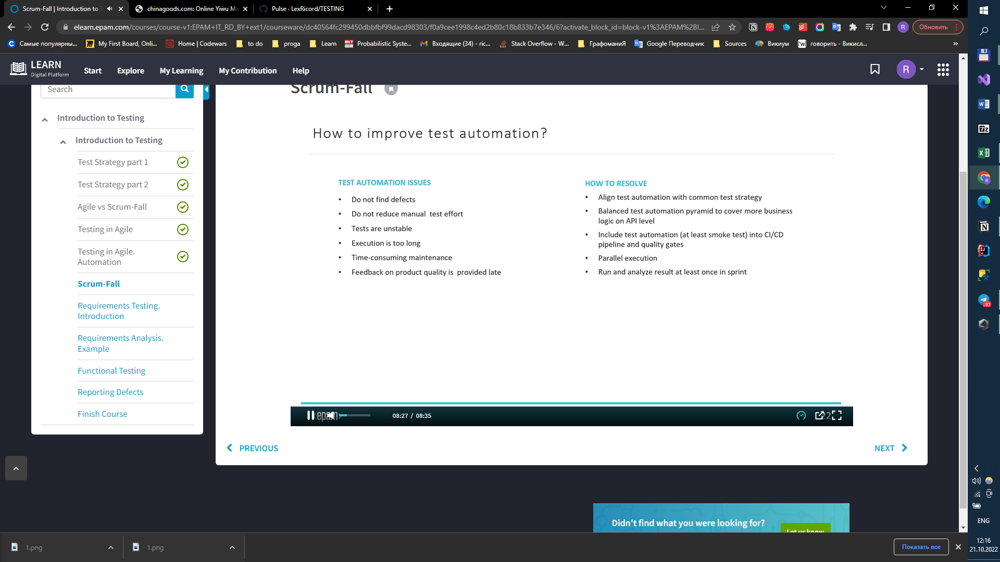 Scrum-Fall | Introduction to T
chinagoods.com: Online Yiwu Ma
Pulse · LexRicord/TESTING
elearn.epam.com/courses/course-v1:EPAM+IT_RD_BY+ext1/courseware/dc40564fc299450dbbfbf99dacd98303/f0a9cee1998c4ed2b80c18b833b7e346/6?activate_block_id=block-v1%3AEPAM%2BI...
R
Обновить
Самые популярны...
My First Board, Onli...
Home | Codewars
to do
proga
Learn
MIT OCW
Probabilistic Syste...
Входящие (34) - ric...
Stack Overflow - W...
ГрафоманиЯ
Google Переводчик
Sources
Викиум
говорить - Викисл...
»
LEARN
Digital Platform
Start
Explore
My Learning
My Contribution
Help
R
Search
Introduction to Testing
Introduction to Testing
Test Strategy part 1
Test Strategy part 2
Agile vs Scrum-Fall
Testing in Agile
Testing in Agile.
Automation
Scrum-Fall
Requirements Testing.
Introduction
Requirements Analysis.
Example
Functional Testing
Reporting Defects
Finish Course
Scrum-Fall
How to improve test automation?
TEST AUTOMATION ISSUES
• Do not find defects
• Do not reduce manual test effort
• Tests are unstable
• Execution is too long
• Time-consuming maintenance
• Feedback on product quality is provided late
HOW TO RESOLVE
• Align test automation with common test strategy
• Balanced test automation pyramid to cover more business
logic on API level
• Include test automation (at least smoke test) into CI/CD
pipeline and quality gates
• Parallel execution
• Run and analyze result at least once in sprint
epam
08:27 / 08:35
22
PREVIOUS
NEXT
Didn't find what you were looking for?
Let us know
1.png
1.png
Показать все
97
ENG
12:16
21.10.2022